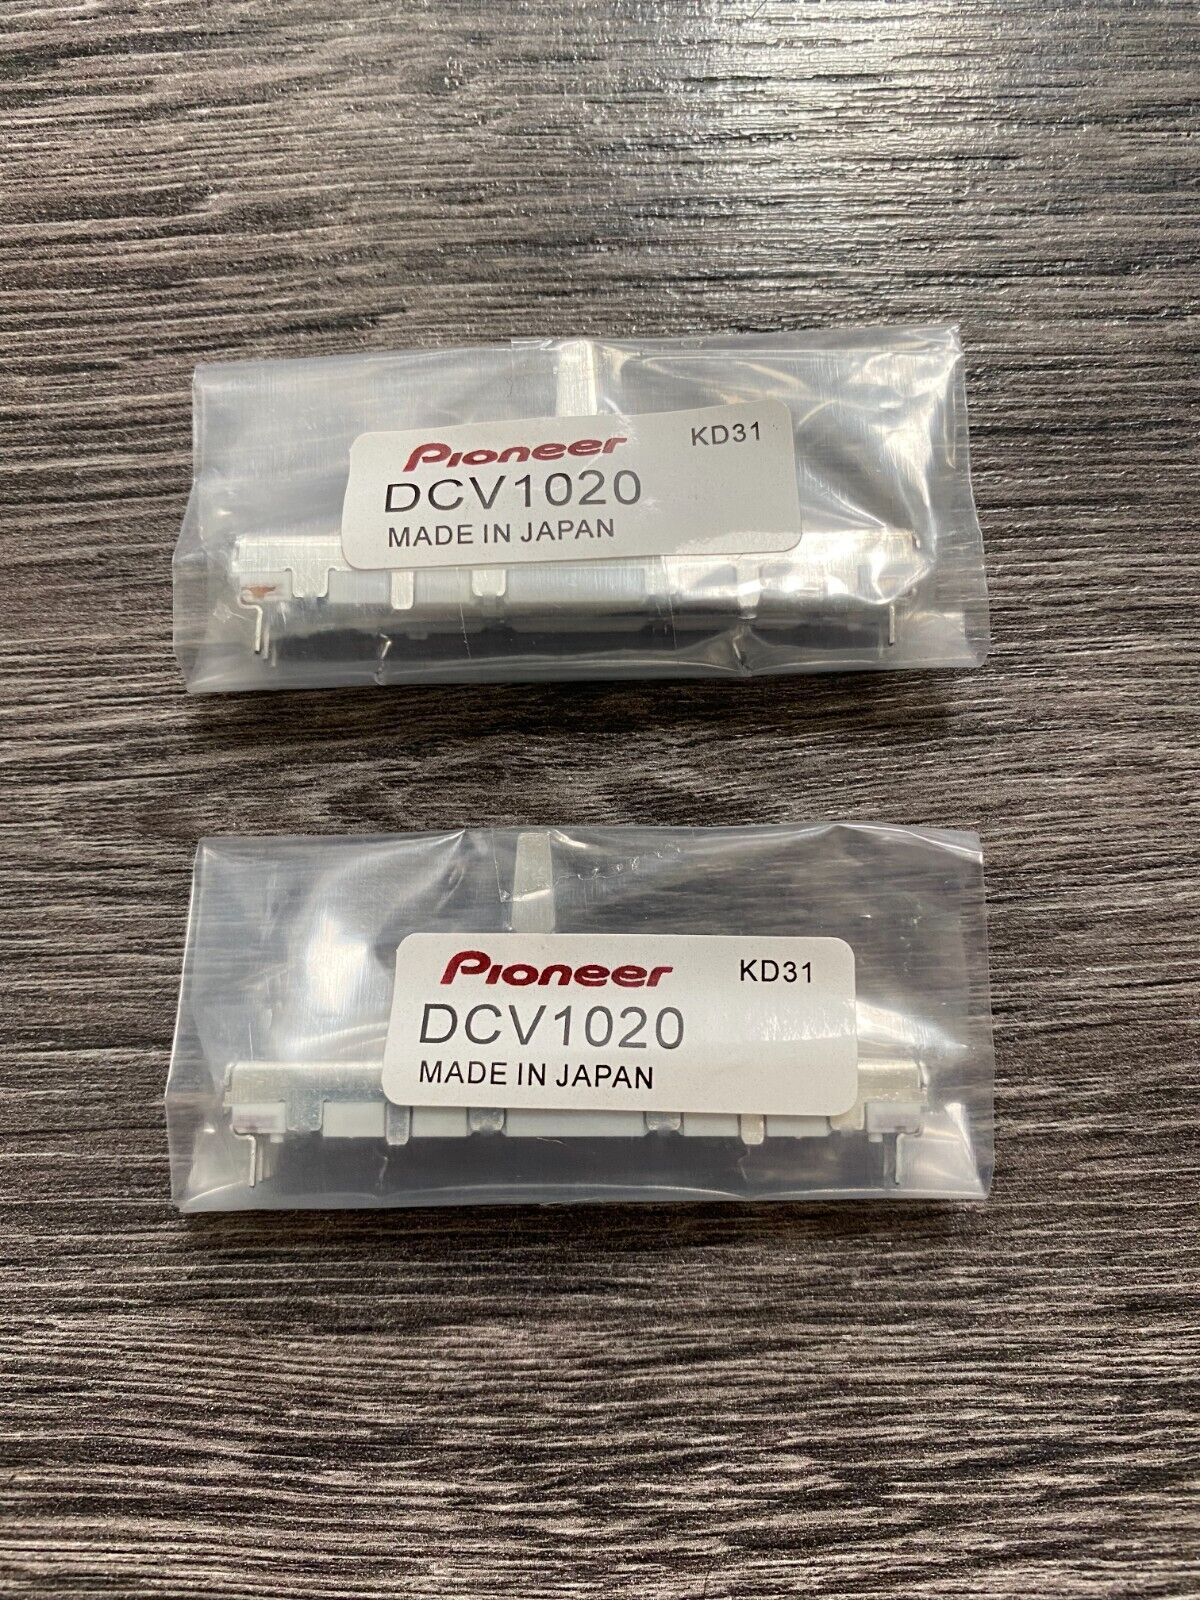 Pioneer KD31
DCV1020
MADE IN JAPAN
Pioneer KD31
DCV1020
MADE IN JAPAN